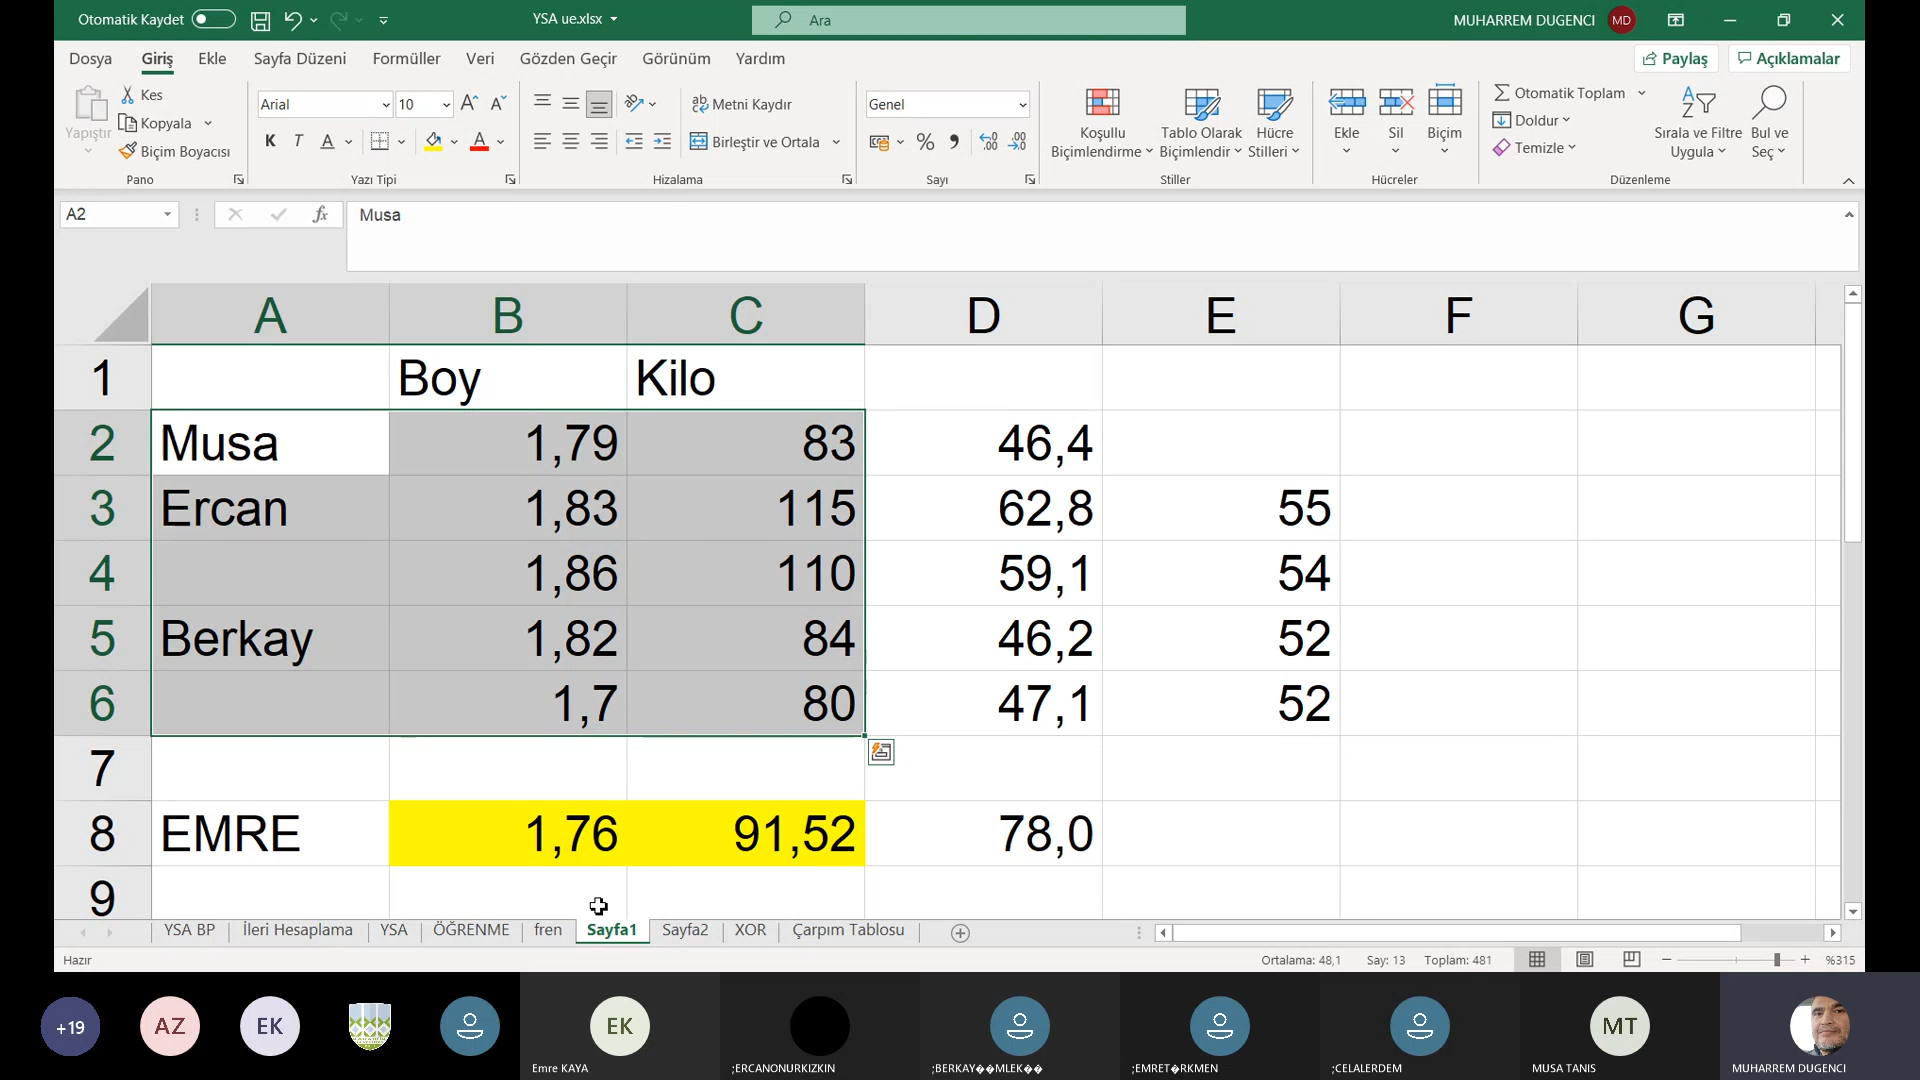 Otomatik Kaydet
YSA ue.xlsx
Ara
MUHARREM DUGENCI
MD
Dosya
Giriş
Ekle
Sayfa Düzeni
Formüller
Veri
Gözden Geçir
Görünüm
Yardım
Paylaş
Açıklamalar
Yapıştır
Kes
Kopyala
Biçim Boyacısı
Pano
Arial
10
K T A
A
Yazı Tipi
Metni Kaydır
Birleştir ve Ortala
Hizalama
Genel
%
Sayı
Koşullu
Biçimlendirme
Tablo Olarak
Biçimlendir
Hücre
Stilleri
Stiller
Ekle
Sil
Biçim
Hücreler
Otomatik Toplam
Doldur
Temizle
Sırala ve Filtre
Uygula
Bul ve
Seç
Düzenleme
A2
fx
Musa
A B C D E F G
1 Boy Kilo
2 Musa 1,79 83 46,4
3 Ercan 1,83 115 62,8 55
4 1,86 110 59,1 54
5 Berkay 1,82 84 46,2 52
6 1,7 80 47,1 52
7
8 EMRE 1,76 91,52 78,0
9
YSA BP
İleri Hesaplama
YSA
ÖĞRENME
fren
Sayfa1
Sayfa2
XOR
Çarpım Tablosu
Hazır
Ortalama: 48,1
Say: 13
Toplam: 481
%315
+19
AZ
EK
EK
MT
Emre KAYA
;ERCANONURKIZKIN
;BERKAY��MLEK��
;EMRET�RKMEN
;CELALERDEM
MUSA TANIS
MUHARREM DUGENCI